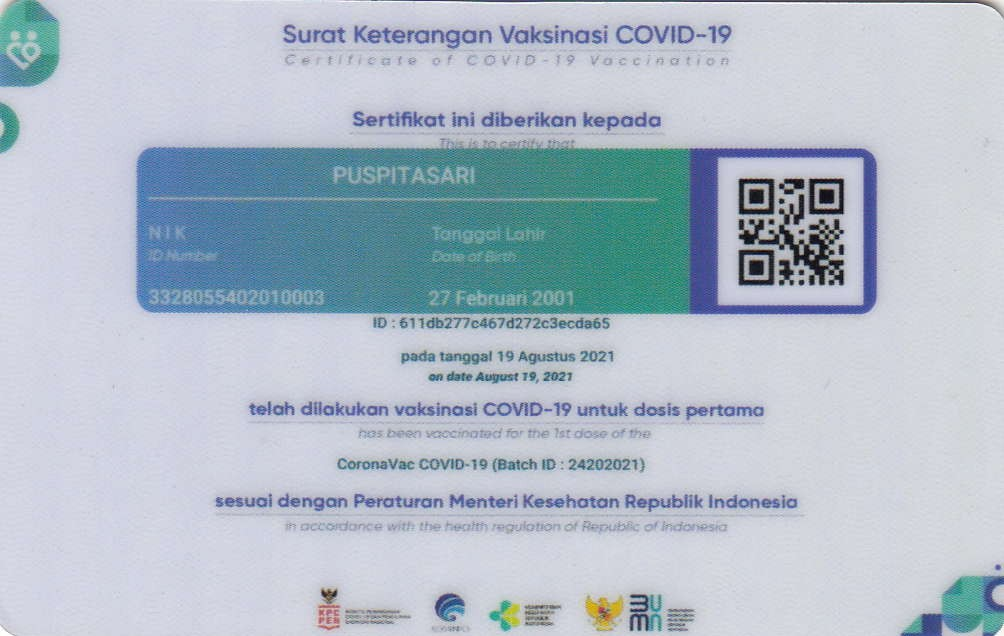 Surat Keterangan Vaksinasi COVID-19
Certificate of COVID-19 Vaccination
Sertifikat ini diberikan kepada
This is to certify that
PUSPITASARI
NIK
Tanggal Lahir
ID Number
Date of Birth
3328055402010003
27 Februari 2001
ID : 611db277c467d272c3ecda65
pada tanggal 19 Agustus 2021
on date August 19, 2021
telah dilakukan vaksinasi COVID-19 untuk dosis pertama
has been vaccinated for the 1st dose of the
CoronaVac COVID-19 (Batch ID : 24202021)
sesuai dengan Peraturan Menteri Kesehatan Republik Indonesia
in accordance with the health regulation of Republic of Indonesia
KPC
PEN
KOMINFO
BUMN